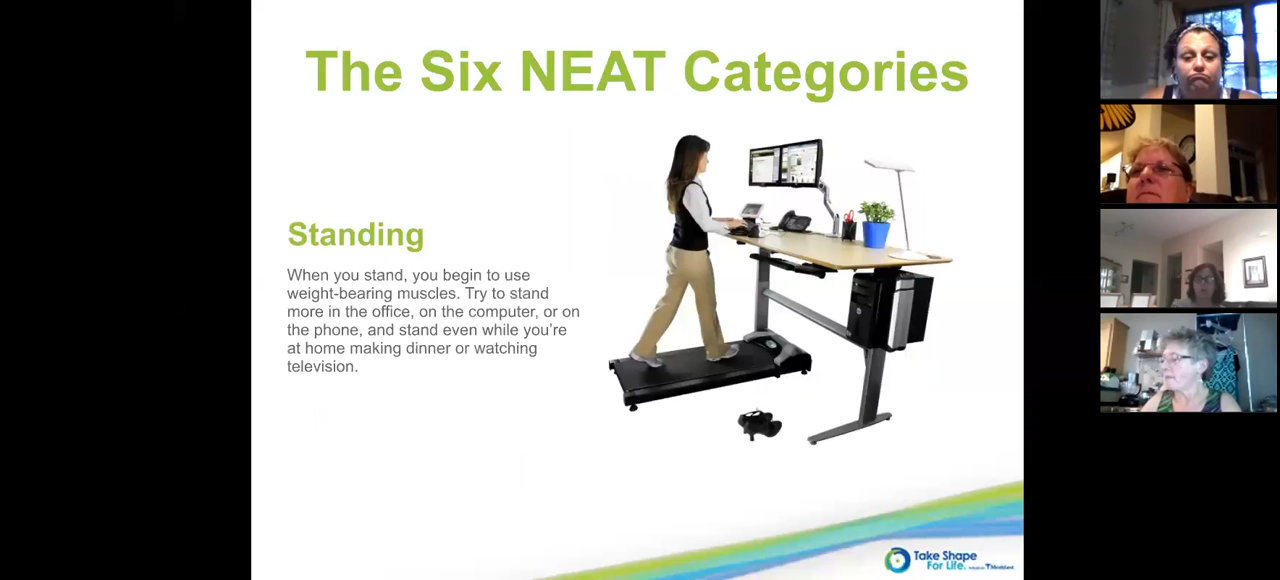 The Six NEAT Categories
Standing
When you stand, you begin to use
weight-bearing muscles. Try to stand
more in the office, on the computer, or on
the phone, and stand even while you’re
at home making dinner or watching
television.
Take Shape
For Life.